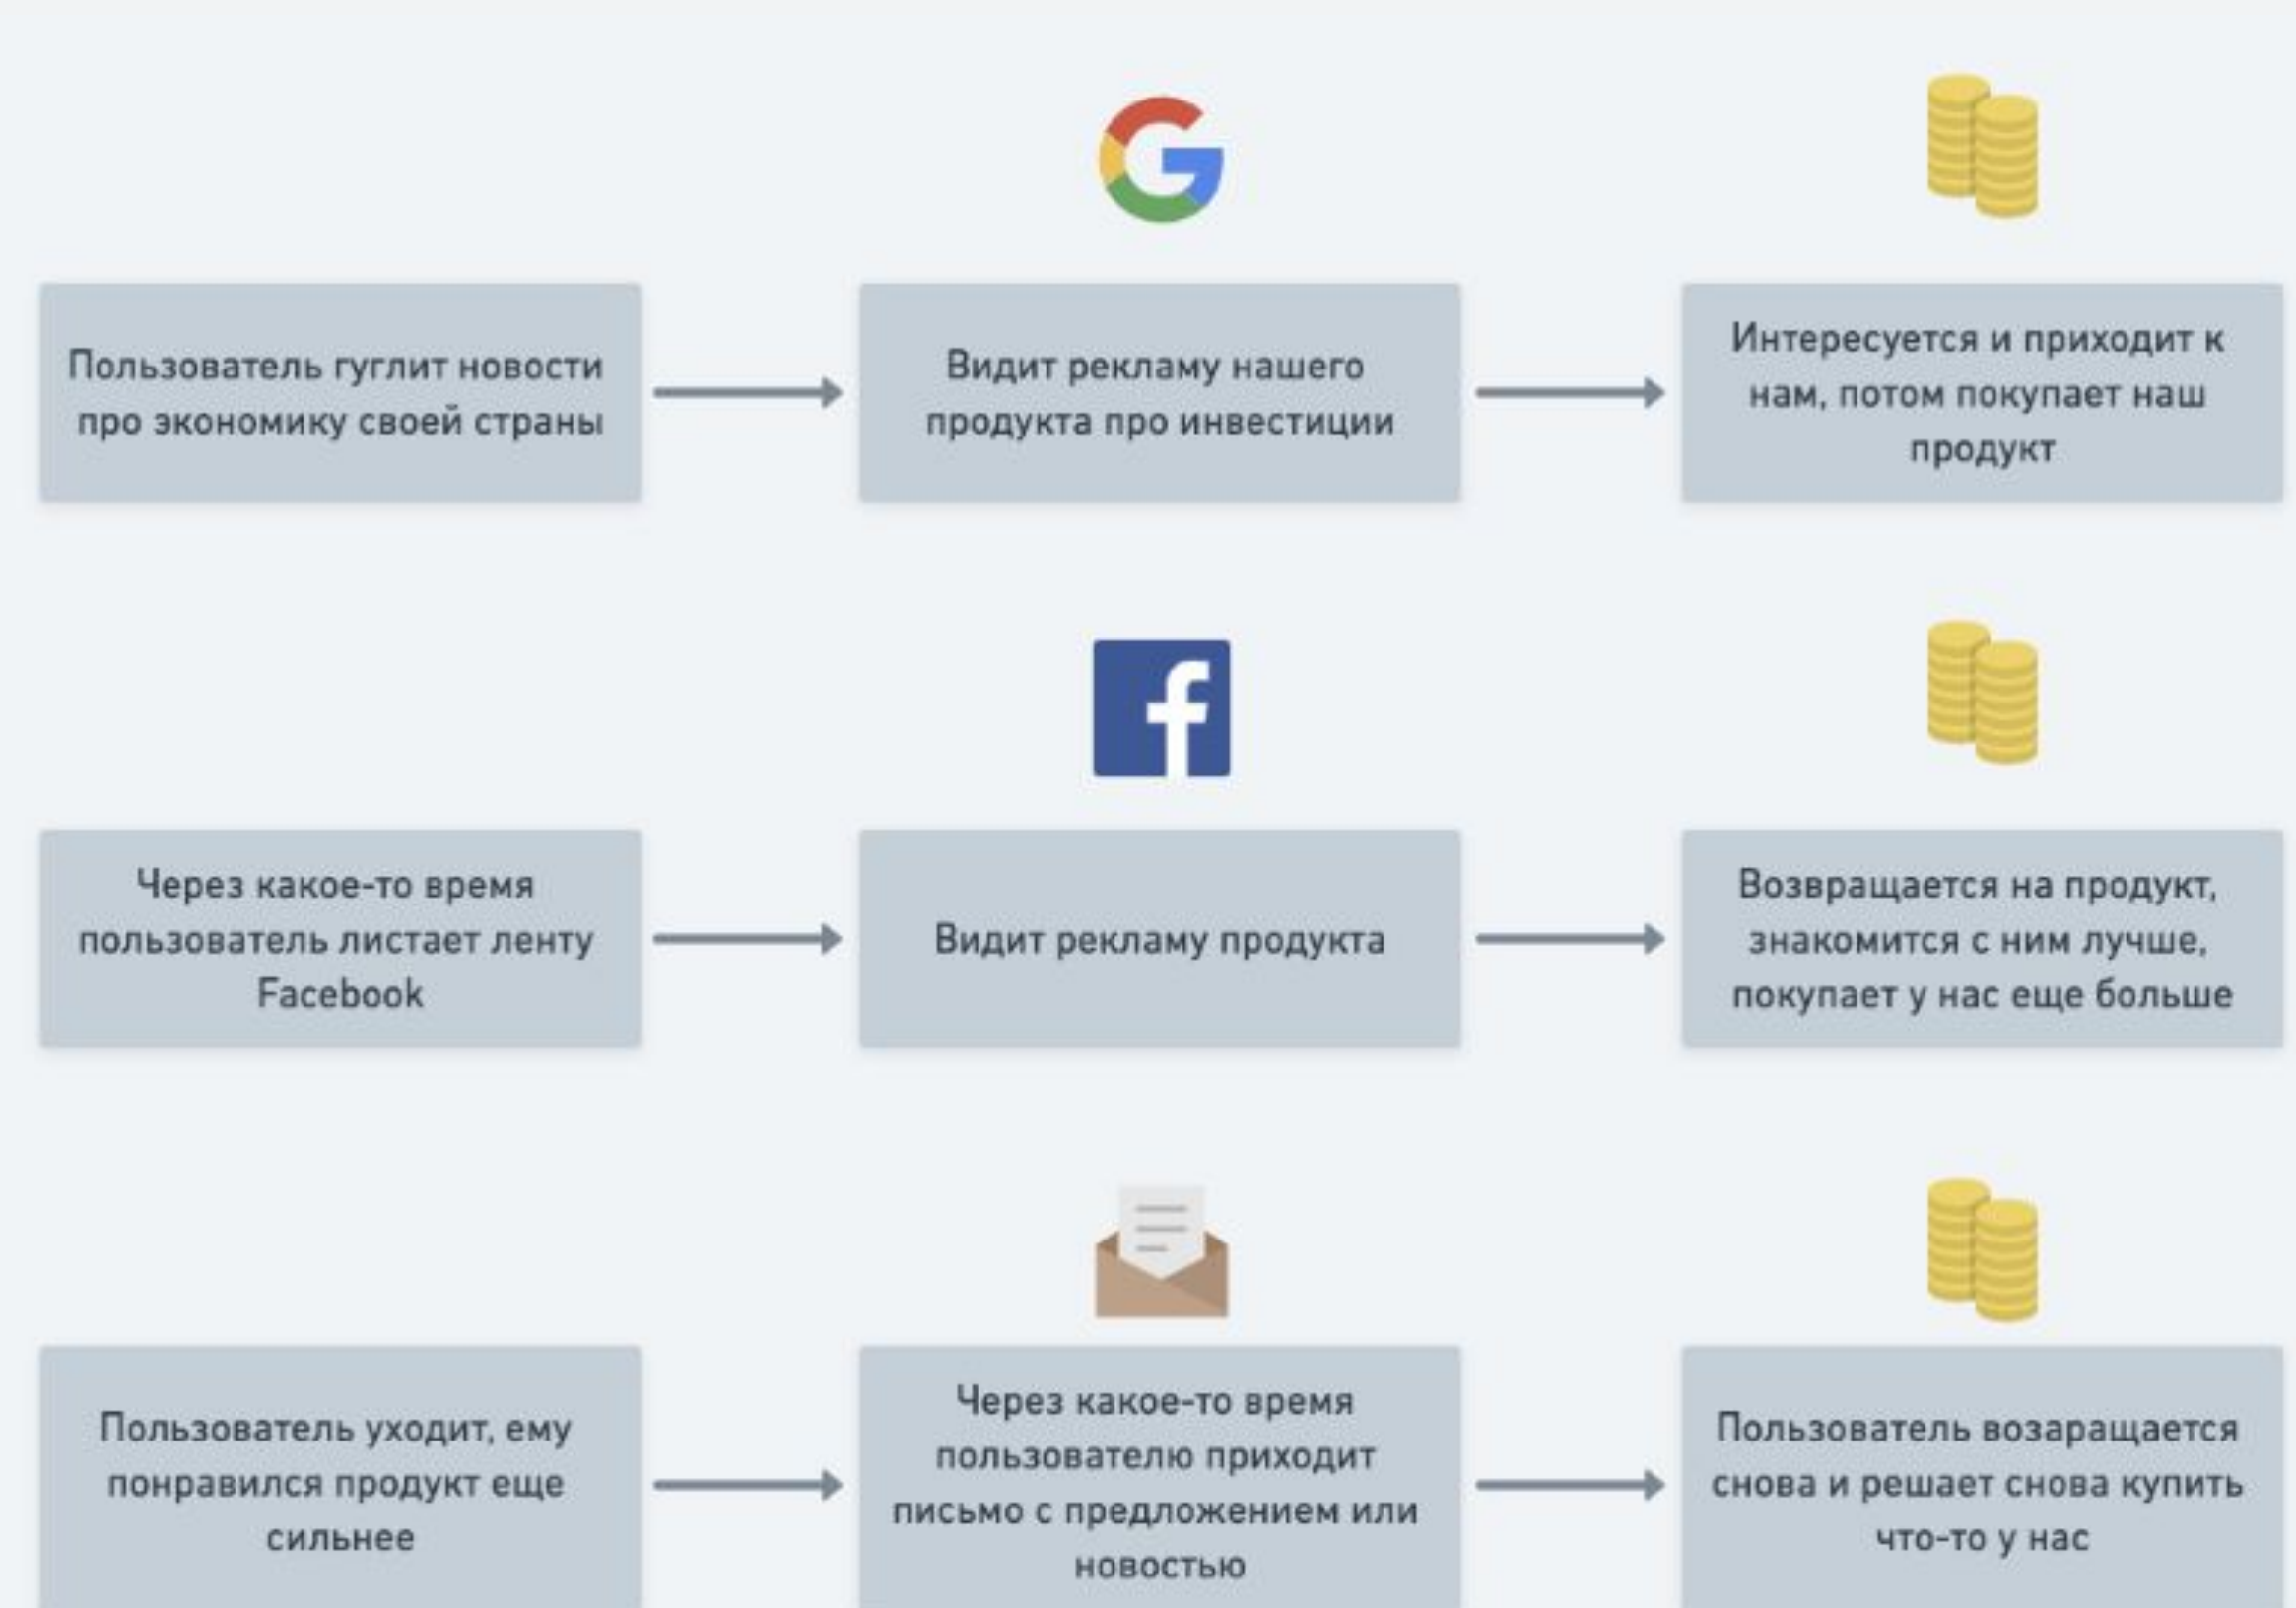 Пользователь гуглит новости
про экономику своей страны
Видит рекламу нашего
продукта про инвестиции
Интересуется и приходит к
нам, потом покупает наш
продукт
Через какое-то время
пользователь листает ленту
Facebook
Видит рекламу продукта
Возвращается на продукт,
знакомится с ним лучше,
покупает у нас еще больше
Пользователь уходит, ему
понравился продукт еще
сильнее
Через какое-то время
пользователю приходит
письмо с предложением или
новостью
Пользователь возаращается
снова и решает снова купить
что-то у нас